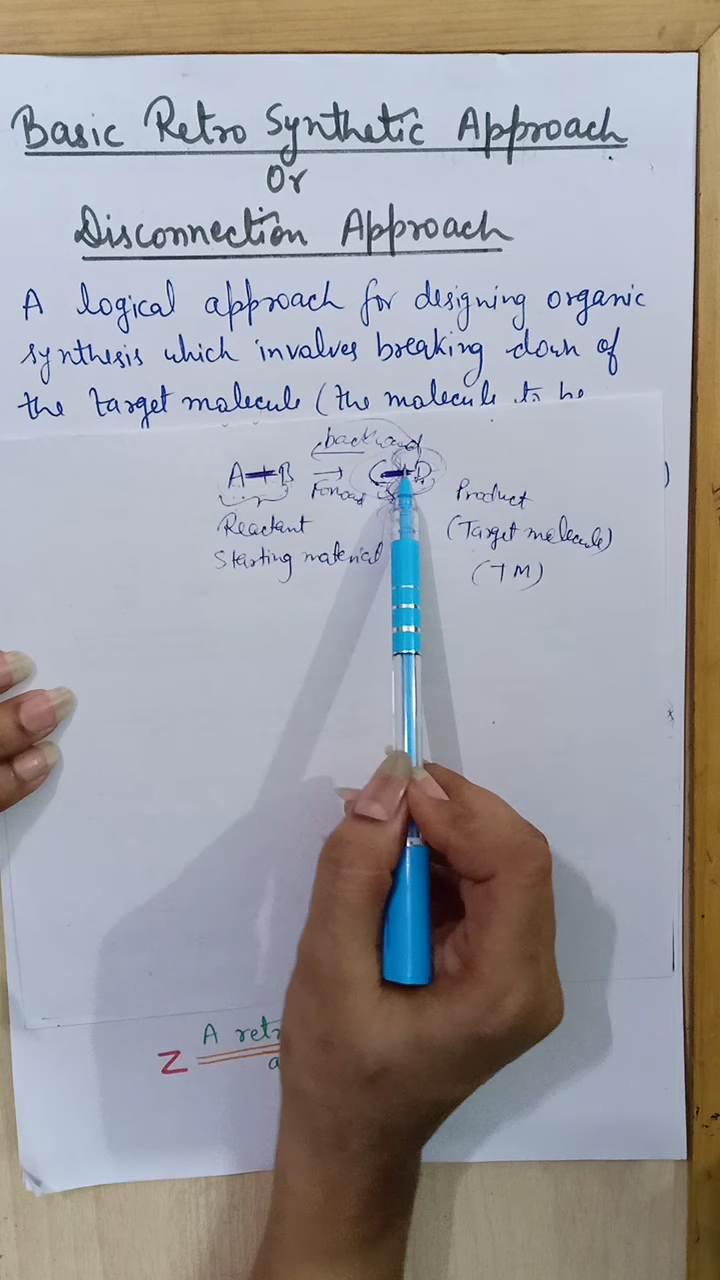 Basic Retro Synthetic Approach
Or
Disconnection Approach
A logical approach for designing organic
synthesis which involves breaking down of
the target molecule (the molecule to be
backward
A+B → C+D
Forward
Product
Reactant
(Target molecule)
Starting material
(TM)
)
A retr
Z
a